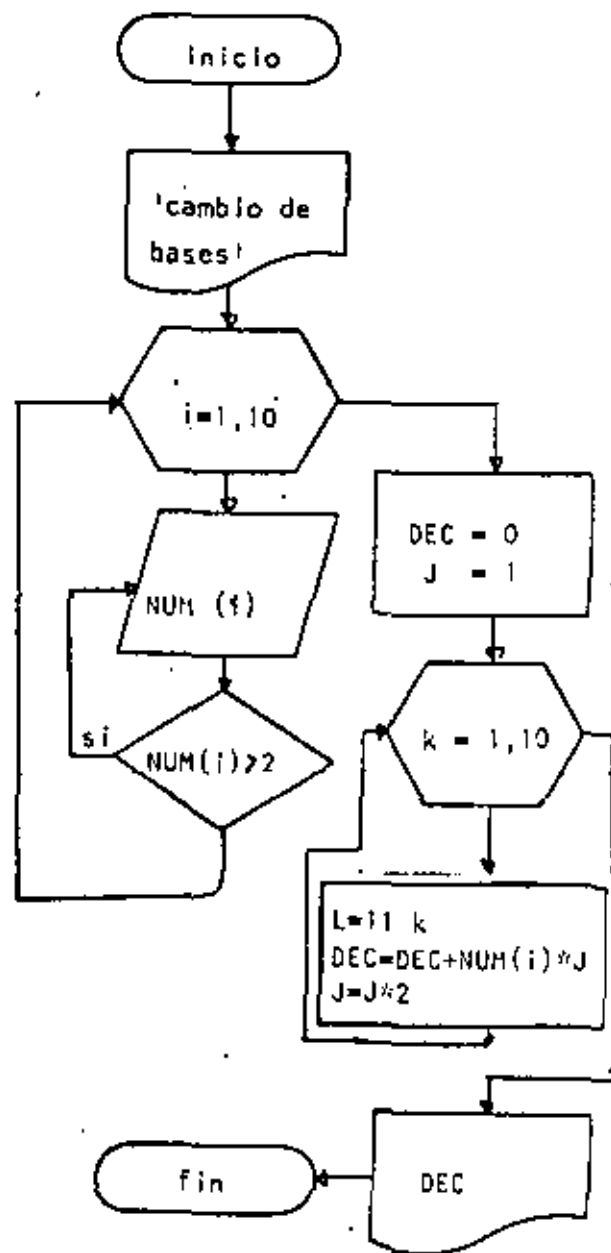 inicio
'cambio de
bases'
i=1,10
NUM (i)
si
NUM(i)>2
DEC = 0
J = 1
k = 1,10
L=11 k
DEC=DEC+NUM(i)*J
J=J*2
DEC
fin